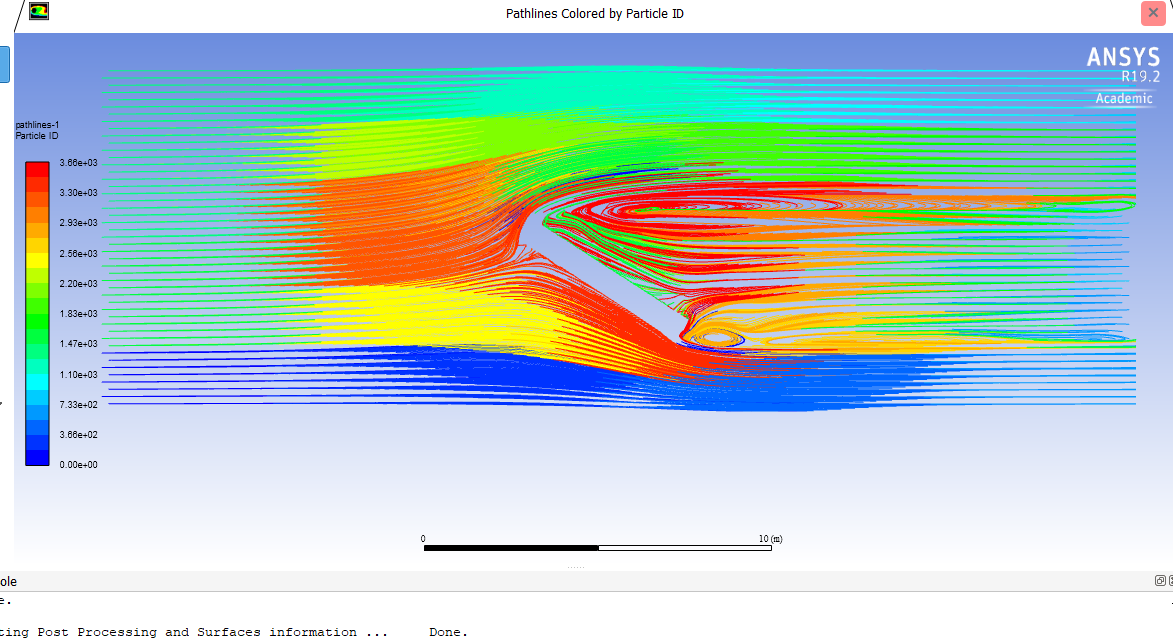 Pathlines Colored by Particle ID
ANSYS
R19.2
Academic
pathlines-1
Particle ID
3.66e+03
3.30e+03
2.93e+03
2.56e+03
2.20e+03
1.83e+03
1.47e+03
1.10e+03
7.33e+02
3.66e+02
0.00e+00
0 10 (m)
ole
e.
ting Post Processing and Surfaces information ... Done.